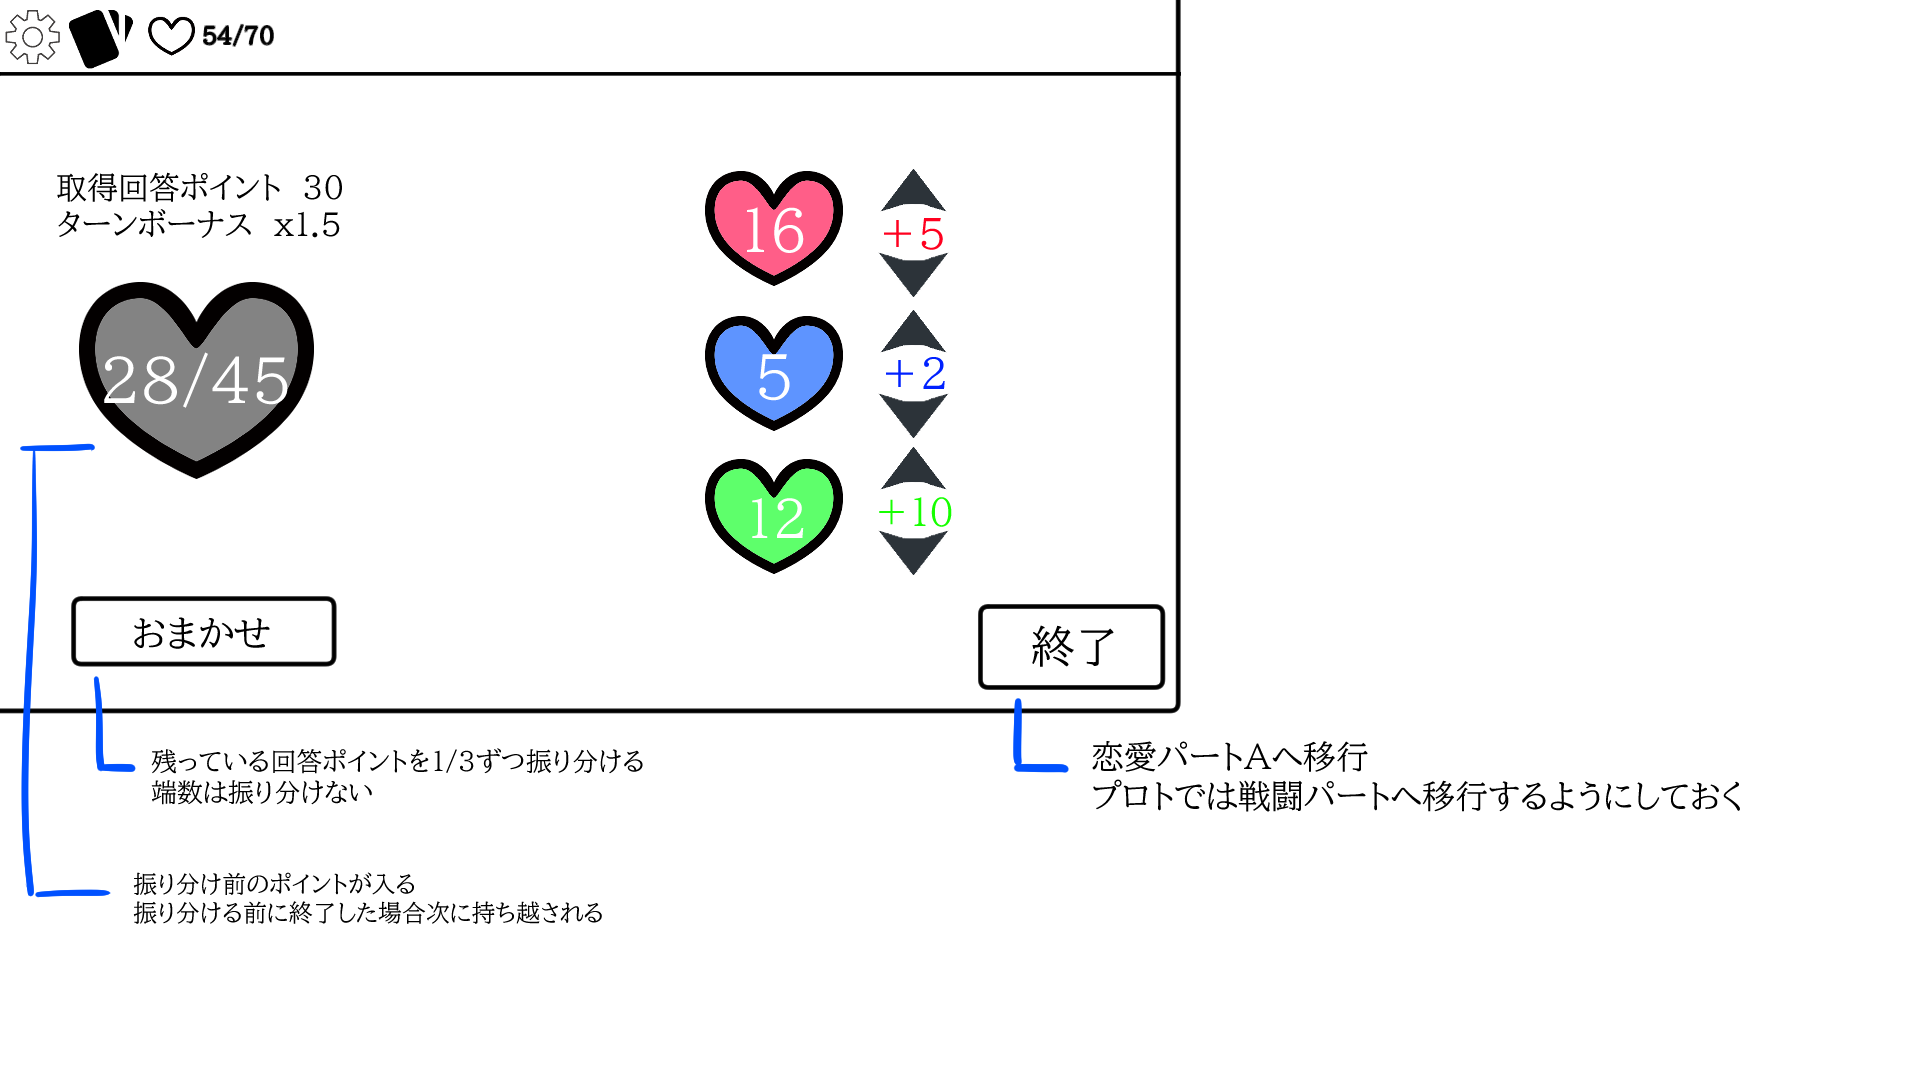 54/70
取得回答ポイント 30
ターンボーナス x1.5
28/45
16
+5
5
+2
12
+10
おまかせ
終了
残っている回答ポイントを1/3ずつ振り分ける
端数は振り分けない
恋愛パートAへ移行
プロトでは戦闘パートへ移行するようにしておく
振り分け前のポイントが入る
振り分ける前に終了した場合次に持ち越される